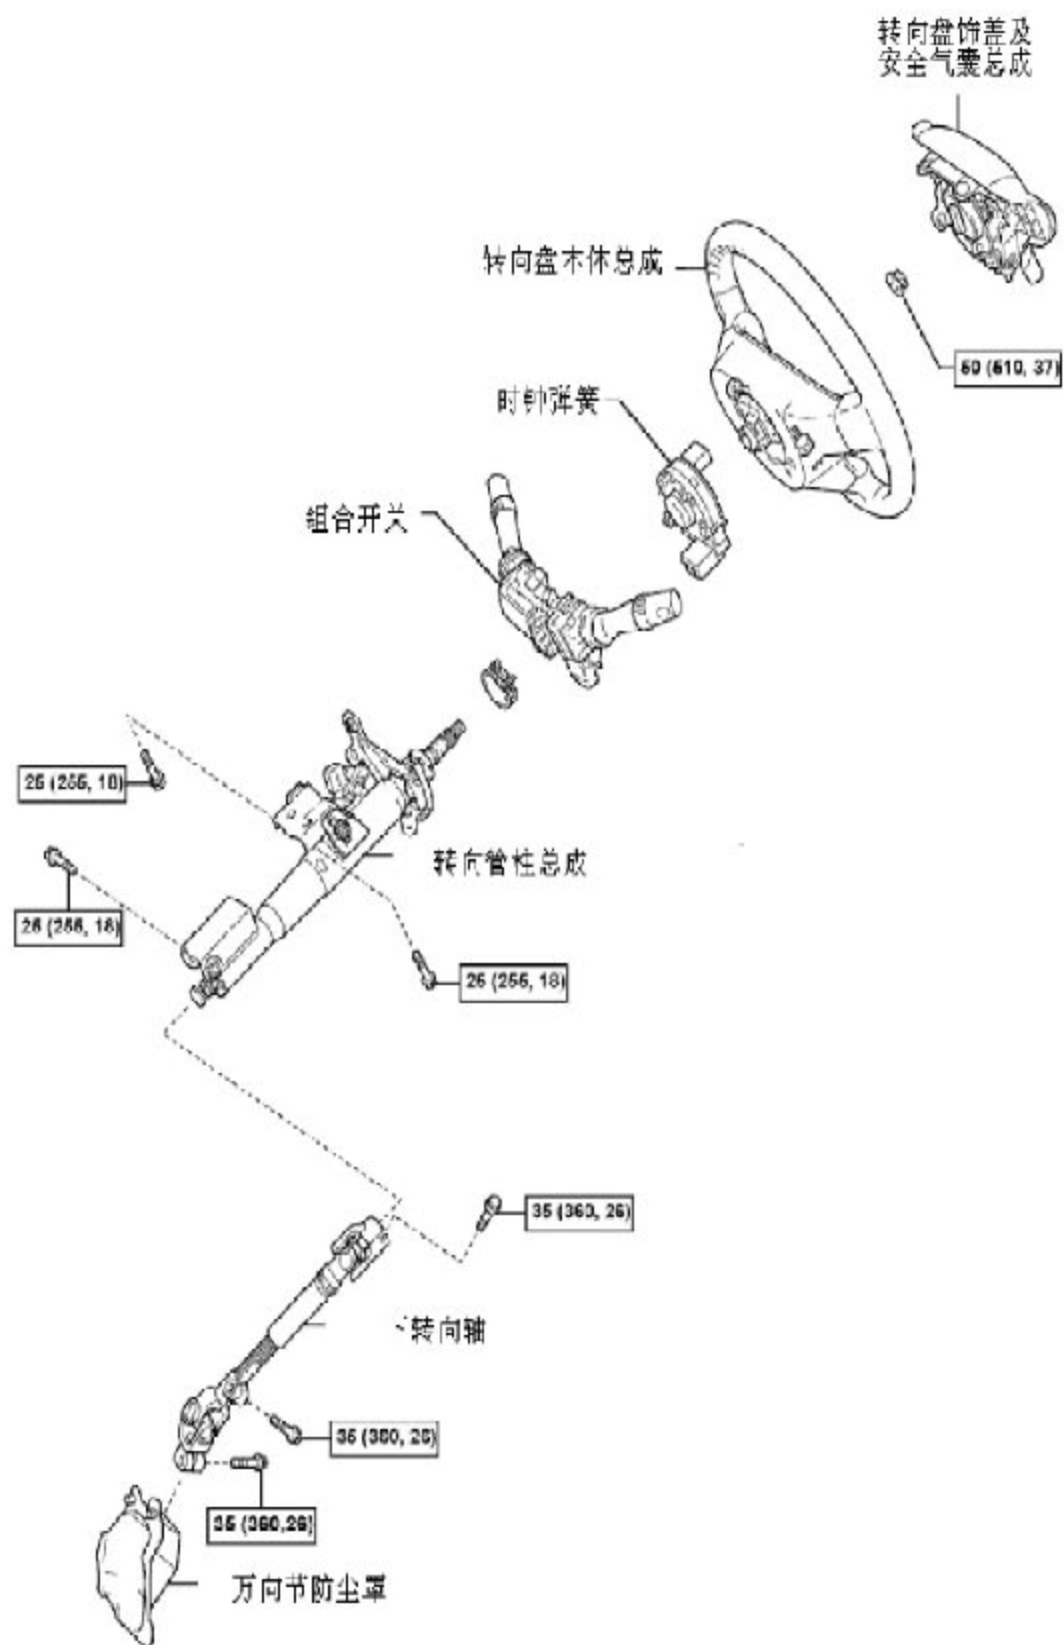 转向盘饰盖及
安全气囊总成
转向盘本体总成
50 (510, 37)
时钟弹簧
组合开关
25 (255, 18)
转向管柱总成
25 (255, 18)
25 (255, 18)
35 (360, 26)
转向轴
35 (360, 26)
35 (360,26)
万向节防尘罩